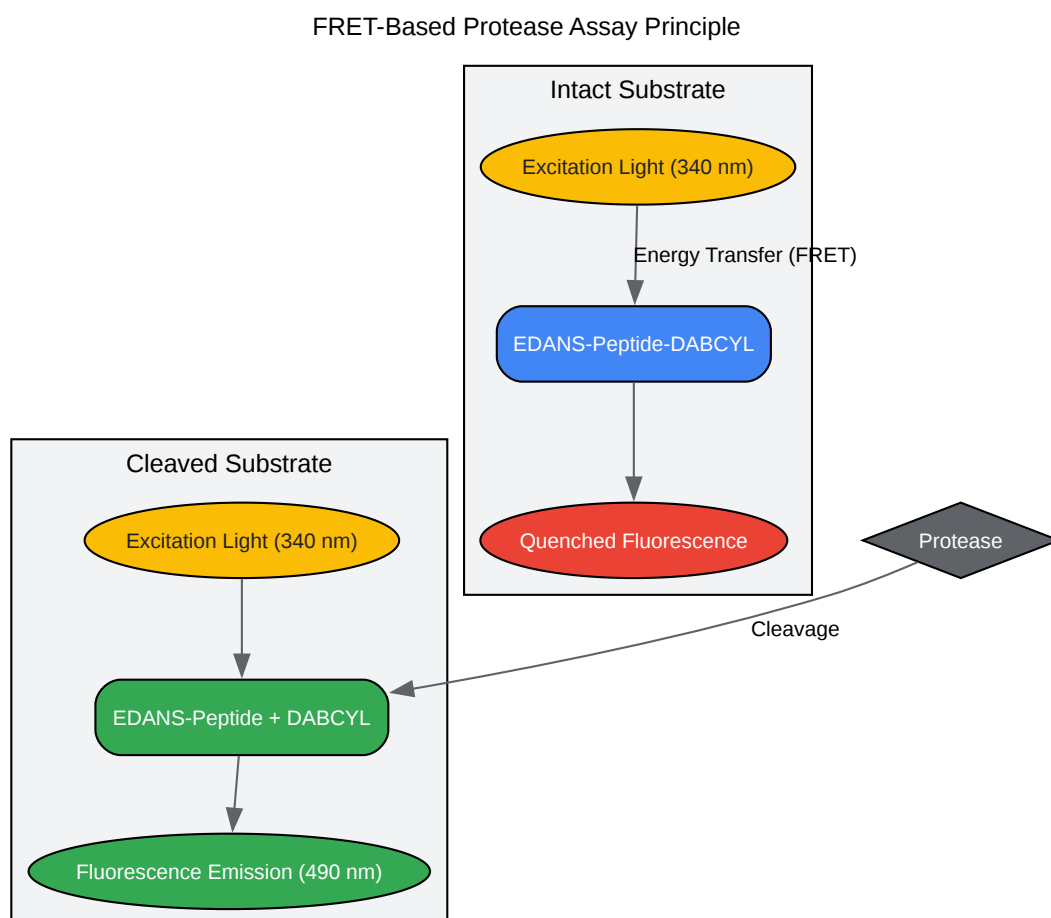 FRET-Based Protease Assay Principle
Intact Substrate
Excitation Light (340 nm)
Energy Transfer (FRET)
EDANS-Peptide-DABCYL
Quenched Fluorescence
Cleaved Substrate
Excitation Light (340 nm)
Protease
Cleavage
EDANS-Peptide + DABCYL
Fluorescence Emission (490 nm)